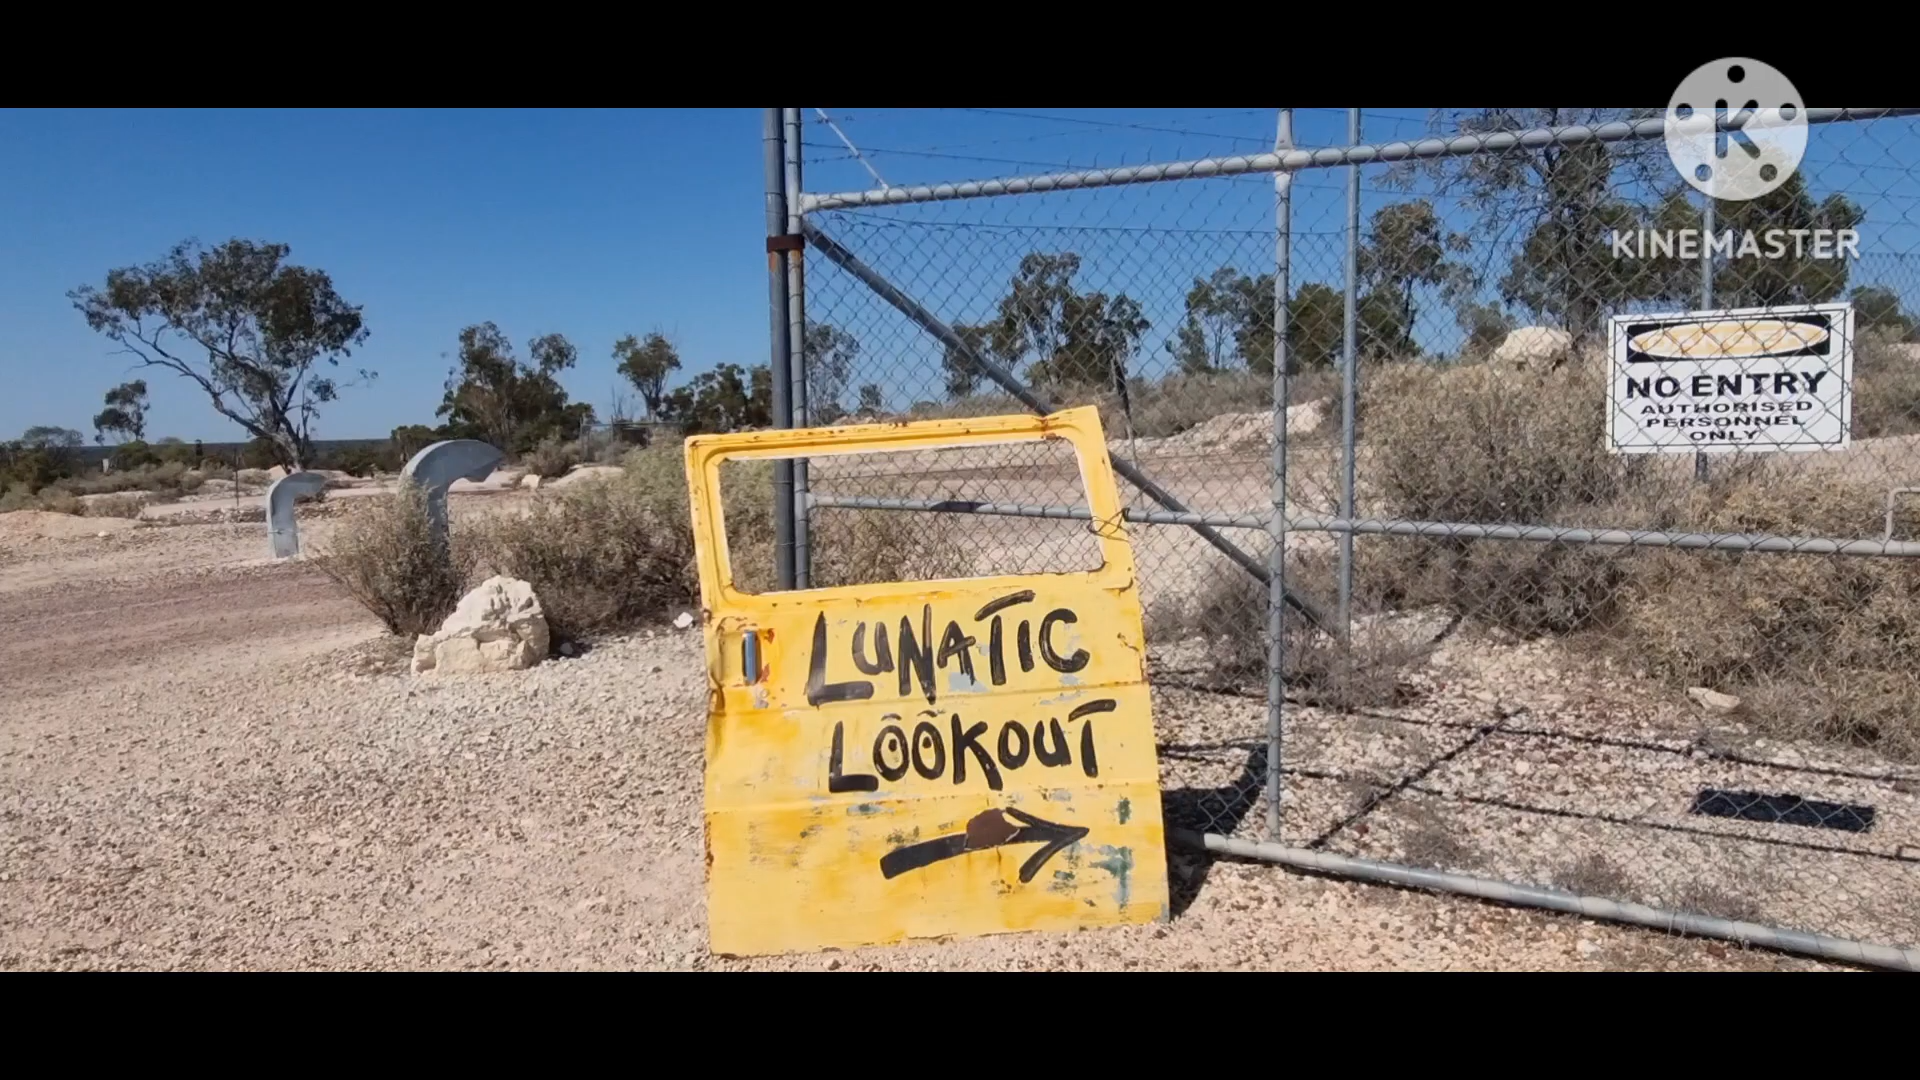 K
KINEMASTER
NO ENTRY
AUTHORISED
PERSONNEL
ONLY
LUNATIC
LOOKOUT